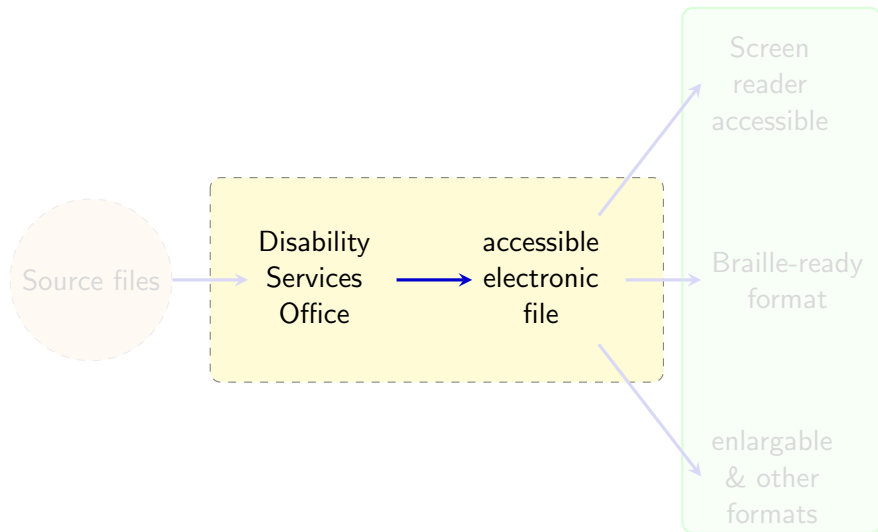 Source files
Disability
Services
Office
accessible
electronic
file
Screen
reader
accessible
Braille-ready
format
enlargable
& other
formats